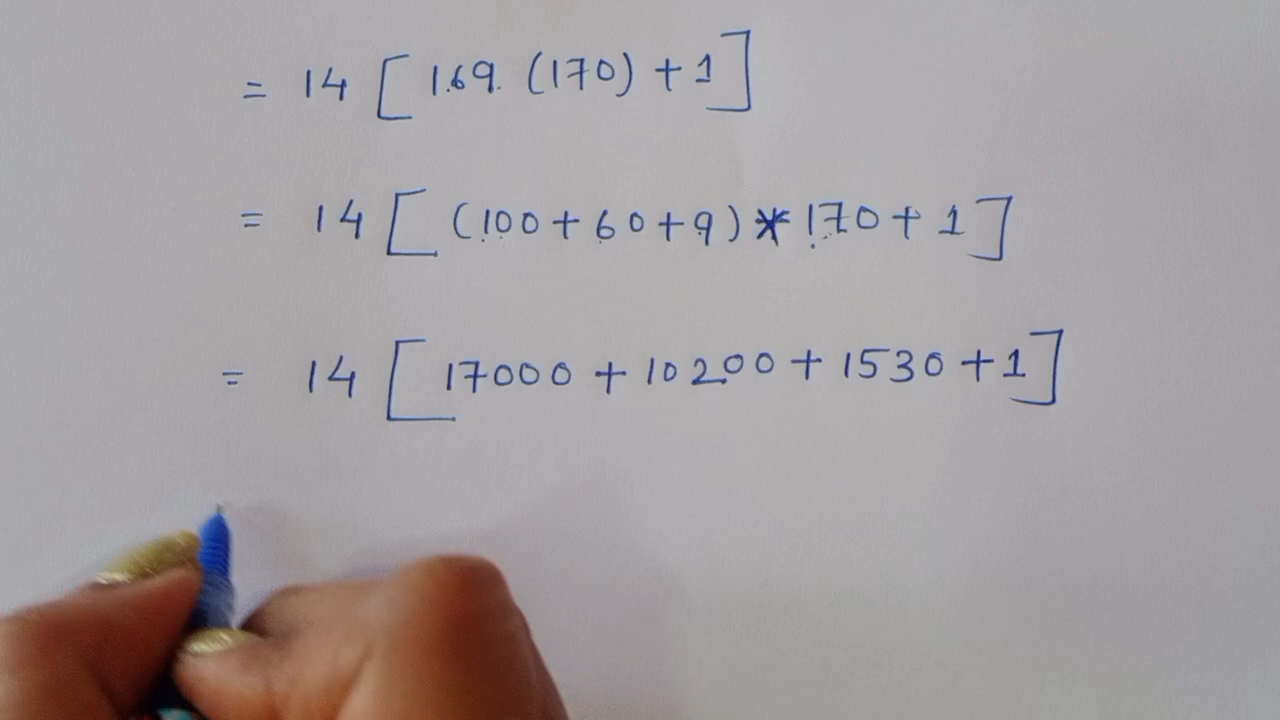 = 14 [ 169 (170) + 1 ]
= 14 [ (100 + 60 + 9) * 170 + 1 ]
= 14 [ 17000 + 10200 + 1530 + 1 ]